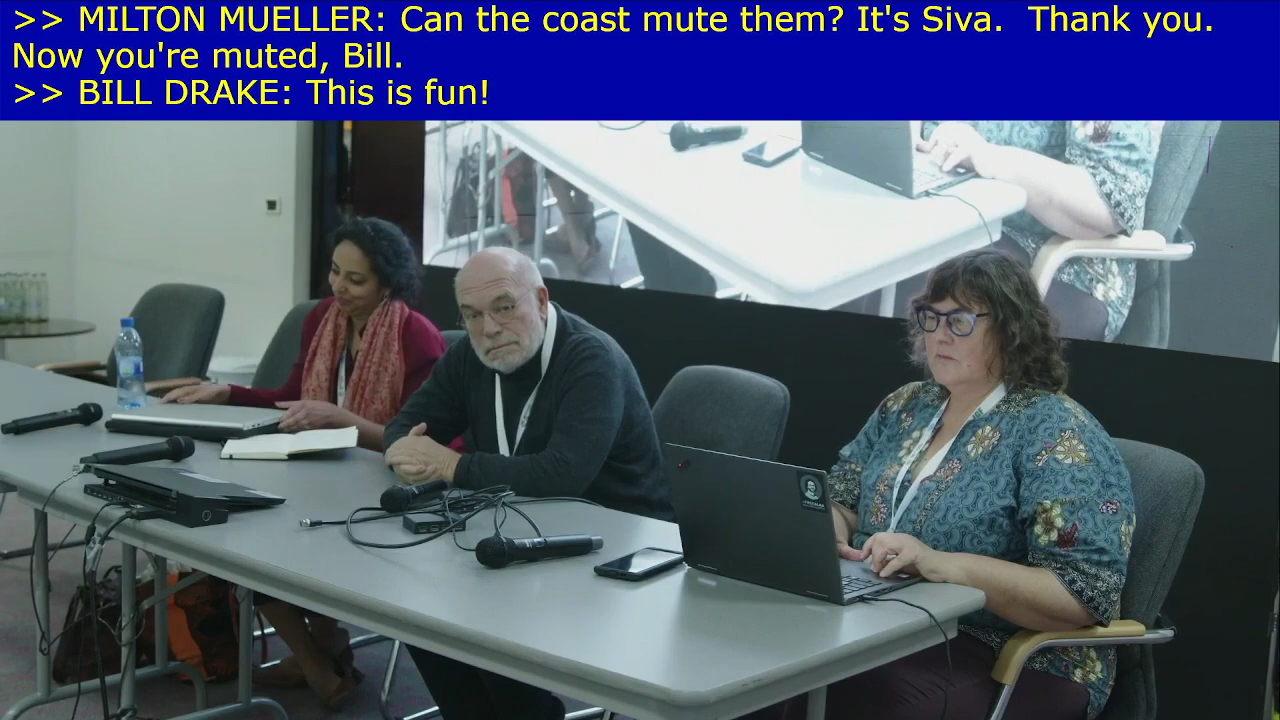 >> MILTON MUELLER: Can the coast mute them? It's Siva.  Thank you.
Now you're muted, Bill.
>> BILL DRAKE: This is fun!